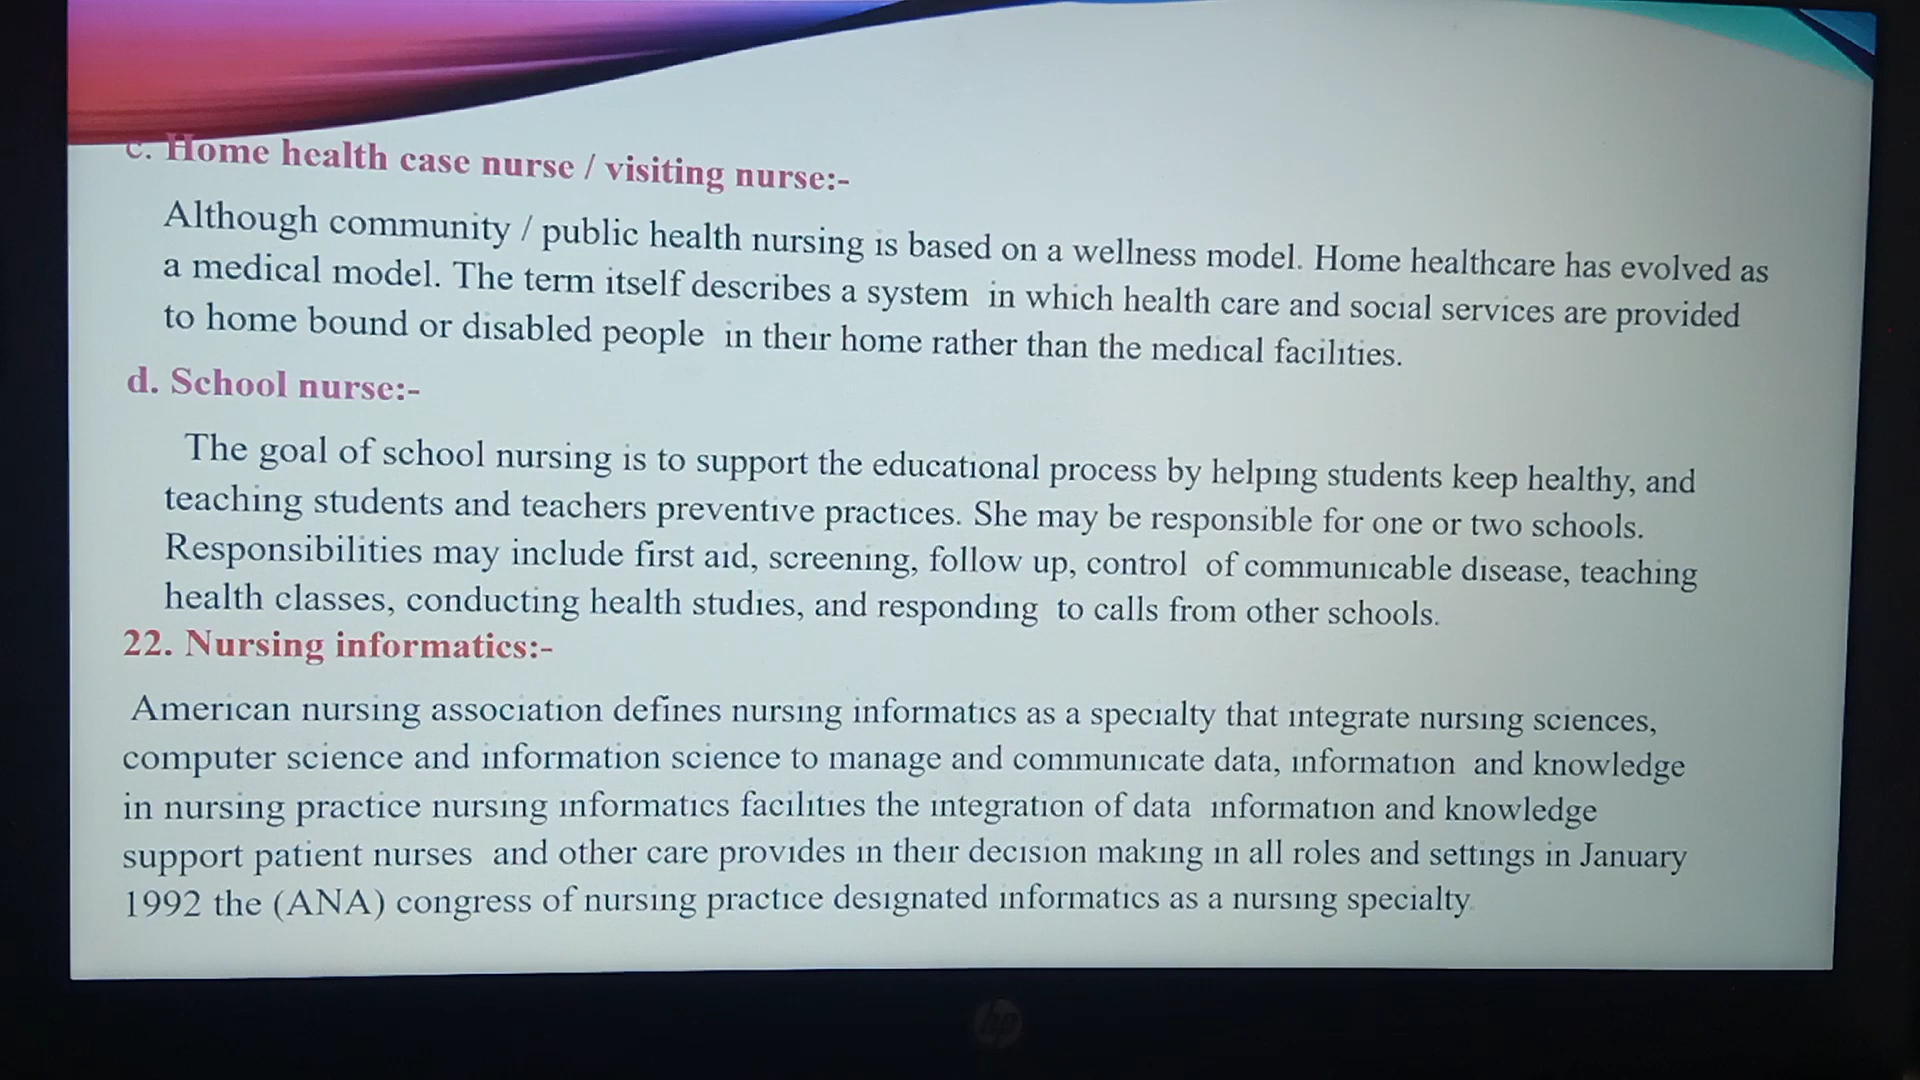 c. Home health case nurse / visiting nurse:-
Although community / public health nursing is based on a wellness model. Home healthcare has evolved as
a medical model. The term itself describes a system in which health care and social services are provided
to home bound or disabled people in their home rather than the medical facilities.
d. School nurse:-
The goal of school nursing is to support the educational process by helping students keep healthy, and
teaching students and teachers preventive practices. She may be responsible for one or two schools.
Responsibilities may include first aid, screening, follow up, control of communicable disease, teaching
health classes, conducting health studies, and responding to calls from other schools.
22. Nursing informatics:-
American nursing association defines nursing informatics as a specialty that integrate nursing sciences,
computer science and information science to manage and communicate data, information and knowledge
in nursing practice nursing informatics facilities the integration of data information and knowledge
support patient nurses and other care provides in their decision making in all roles and settings in January
1992 the (ANA) congress of nursing practice designated informatics as a nursing specialty.
hp